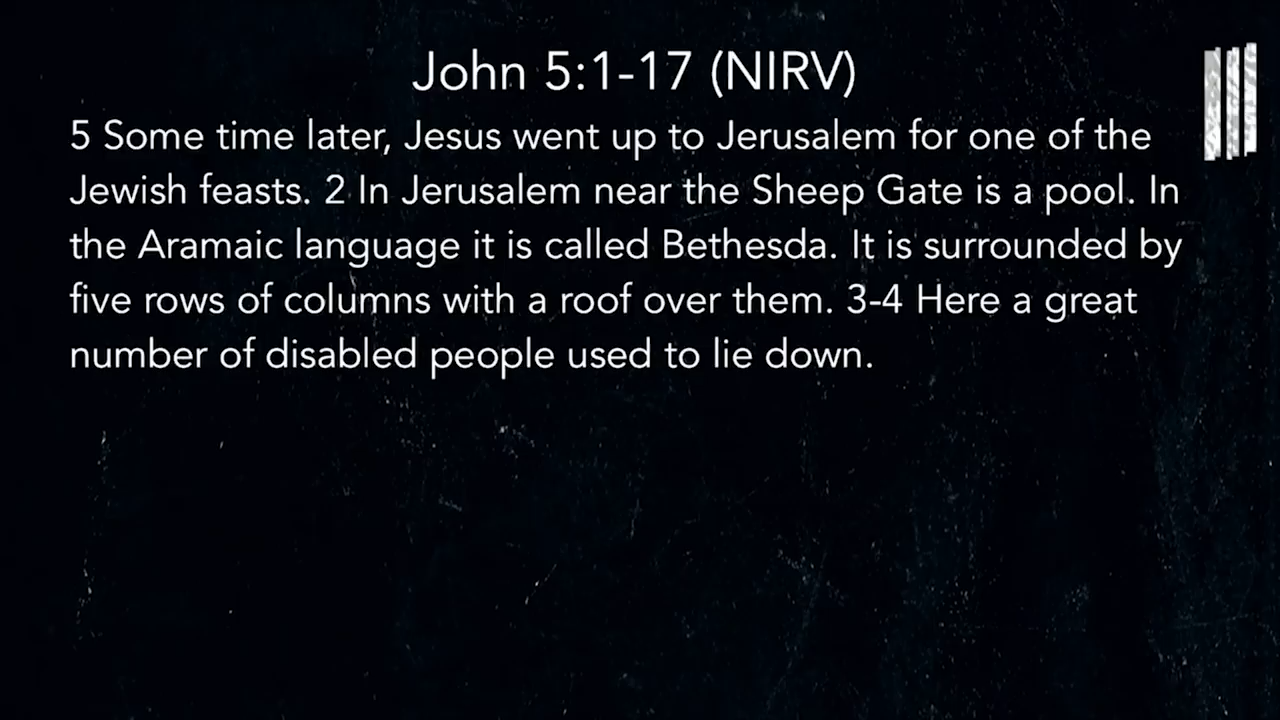 John 5:1-17 (NIRV)
5 Some time later, Jesus went up to Jerusalem for one of the
Jewish feasts. 2 In Jerusalem near the Sheep Gate is a pool. In
the Aramaic language it is called Bethesda. It is surrounded by
five rows of columns with a roof over them. 3-4 Here a great
number of disabled people used to lie down.